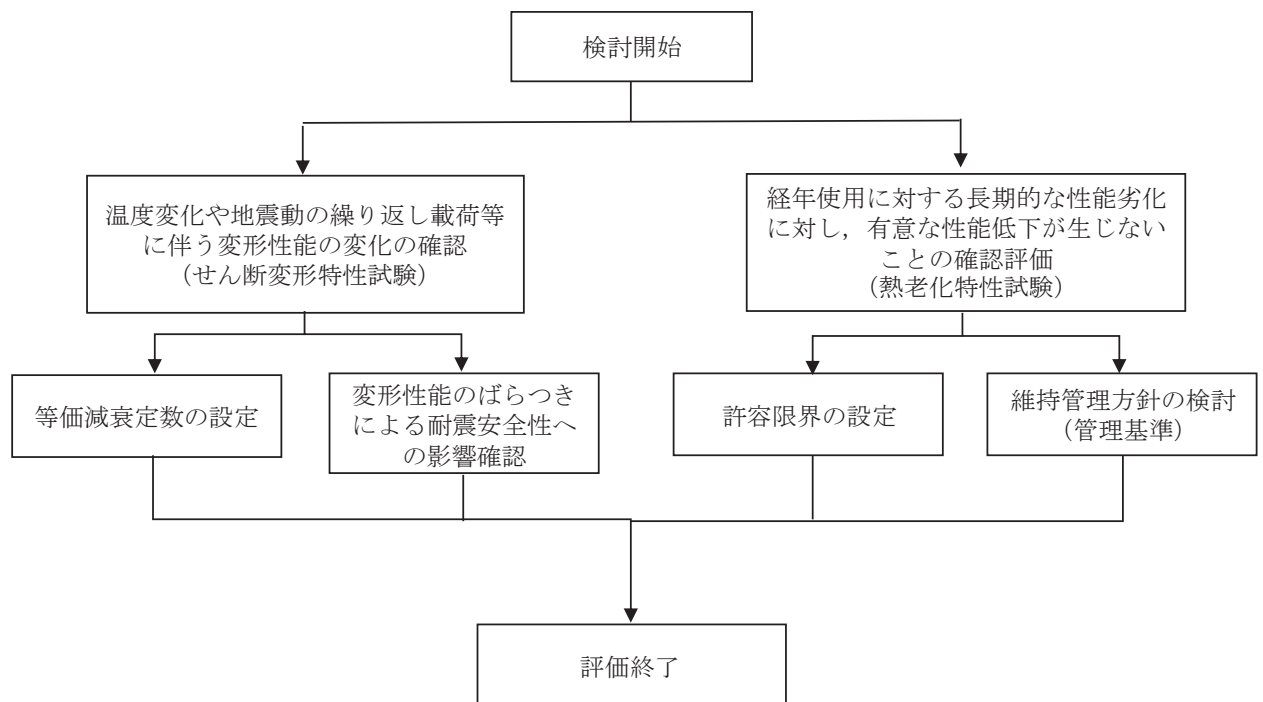 検討開始
温度変化や地震動の繰り返し載荷等
に伴う変形性能の変化の確認
（せん断変形特性試験）
経年使用に対する長期的な性能劣化
に対し，有意な性能低下が生じない
ことの確認評価
（熱老化特性試験）
等価減衰定数の設定
変形性能のばらつき
による耐震安全性へ
の影響確認
許容限界の設定
維持管理方針の検討
（管理基準）
評価終了